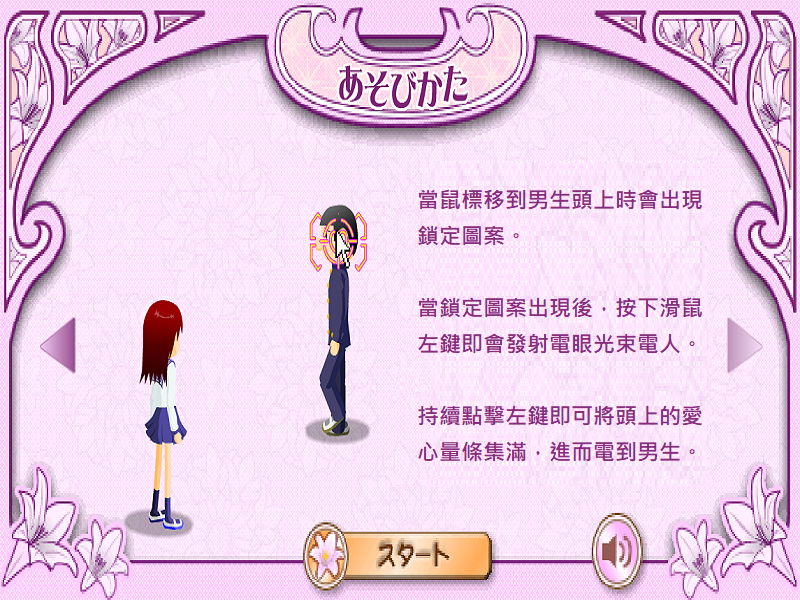 あそびかた
當鼠標移到男生頭上時會出現
鎖定圖案。
當鎖定圖案出現後，按下滑鼠
左鍵即會發射電眼光束電人。
持續點擊左鍵即可將頭上的愛
心量條集滿，進而電到男生。
スタート